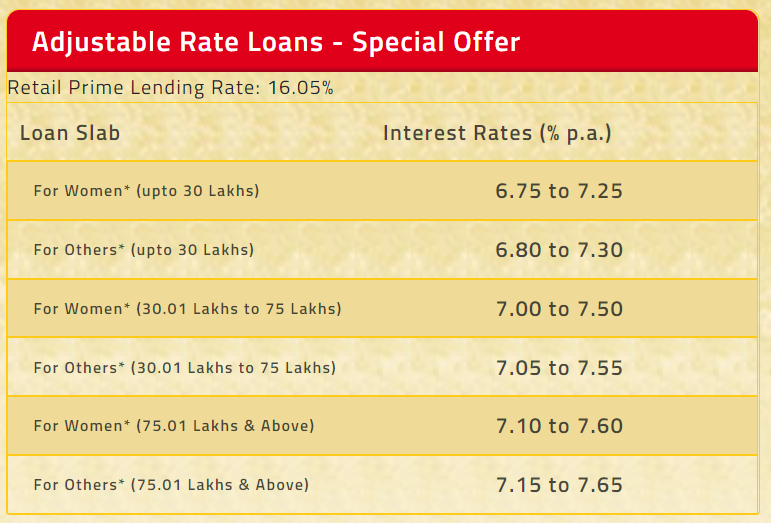 Adjustable Rate Loans - Special Offer
Retail Prime Lending Rate: 16.05%
Loan Slab Interest Rates (% p.a.)
For Women* (upto 30 Lakhs) 6.75 to 7.25
For Others* (upto 30 Lakhs) 6.80 to 7.30
For Women* (30.01 Lakhs to 75 Lakhs) 7.00 to 7.50
For Others* (30.01 Lakhs to 75 Lakhs) 7.05 to 7.55
For Women* (75.01 Lakhs & Above) 7.10 to 7.60
For Others* (75.01 Lakhs & Above) 7.15 to 7.65